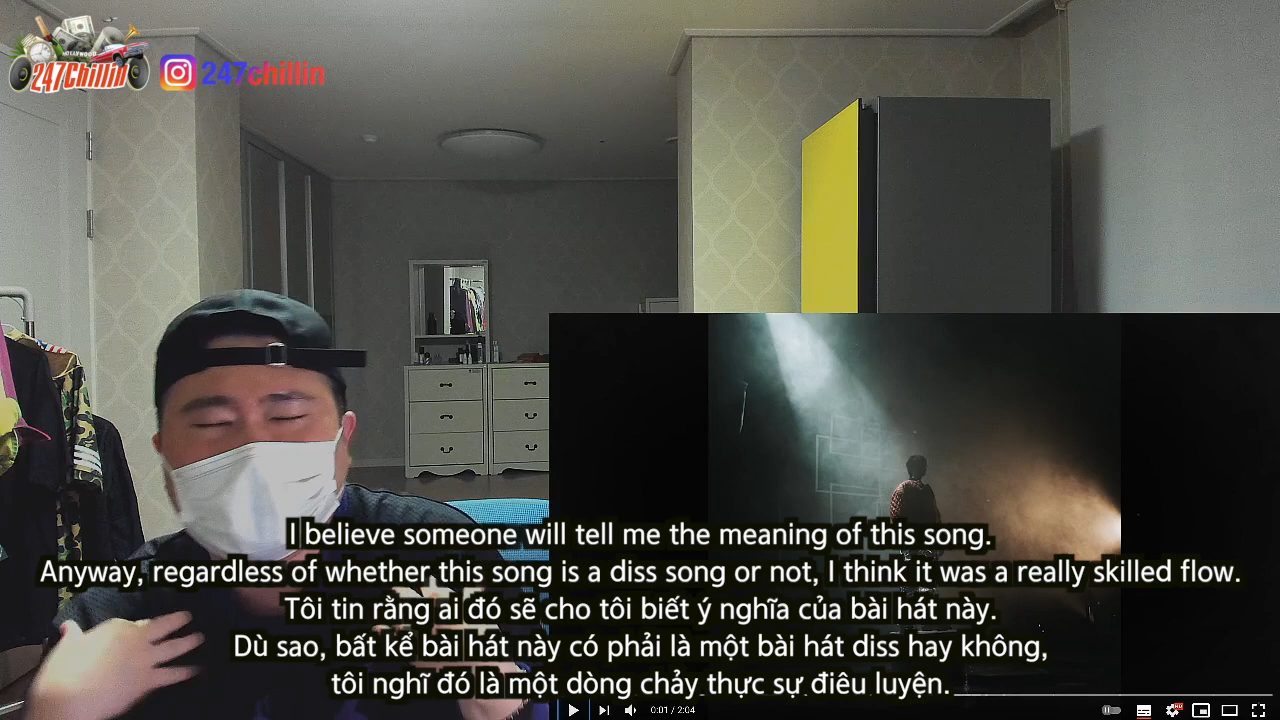 HOLLYWOOD
247Chillin
247chillin
I believe someone will tell me the meaning of this song.
Anyway, regardless of whether this song is a diss song or not, I think it was a really skilled flow.
Tôi tin rằng ai đó sẽ cho tôi biết ý nghĩa của bài hát này.
Dù sao, bất kể bài hát này có phải là một bài hát diss hay không,
tôi nghĩ đó là một dòng chảy thực sự điêu luyện.
0:01 / 2:04
HD